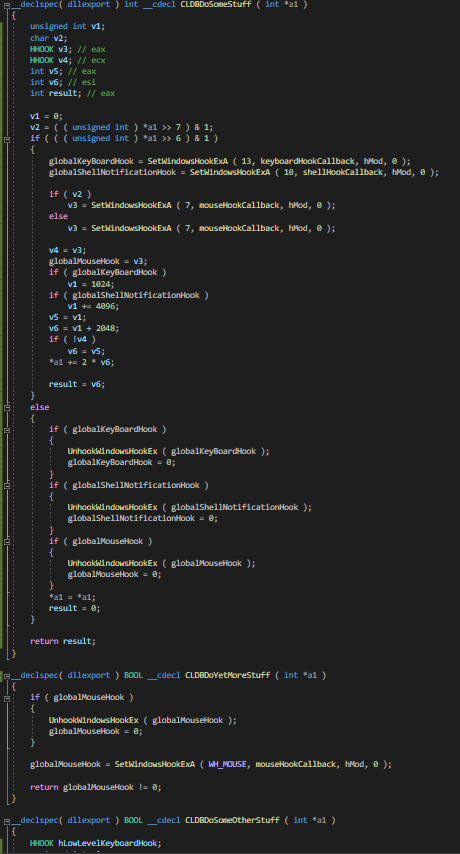 __declspec( dllexport ) int __cdecl CLDBDoSomeStuff ( int *a1 )
{
unsigned int v1;
char v2;
HHOOK v3; // eax
HHOOK v4; // ecx
int v5; // eax
int v6; // esi
int result; // eax
v1 = 0;
v2 = ( ( ( unsigned int ) *a1 >> 7 ) & 1;
if ( ( ( unsigned int ) *a1 >> 6 ) & 1 )
{
globalKeyBoardHook = SetWindowsHookExA ( 13, keyboardHookCallback, hMod, 0 );
globalShellNotificationHook = SetWindowsHookExA ( 10, shellHookCallback, hMod, 0 );
if ( v2 )
v3 = SetWindowsHookExA ( 7, mouseHookCallback, hMod, 0 );
else
v3 = SetWindowsHookExA ( 7, mouseHookCallback, hMod, 0 );
v4 = v3;
globalMouseHook = v3;
if ( globalKeyBoardHook )
v1 = 1024;
if ( globalShellNotificationHook )
v1 += 4096;
v5 = v1;
v6 = v1 + 2048;
if ( !v4 )
v6 = v5;
*a1 += 2 * v6;
result = v6;
}
else
{
if ( globalKeyBoardHook )
{
UnhookWindowsHookEx ( globalKeyBoardHook );
globalKeyBoardHook = 0;
}
if ( globalShellNotificationHook )
{
UnhookWindowsHookEx ( globalShellNotificationHook );
globalShellNotificationHook = 0;
}
if ( globalMouseHook )
{
UnhookWindowsHookEx ( globalMouseHook );
globalMouseHook = 0;
}
*a1 = *a1;
result = 0;
}
return result;
}
__declspec( dllexport ) BOOL __cdecl CLDBDoYetMoreStuff ( int *a1 )
{
if ( globalMouseHook )
{
UnhookWindowsHookEx ( globalMouseHook );
globalMouseHook = 0;
}
globalMouseHook = SetWindowsHookExA ( WH_MOUSE, mouseHookCallback, hMod, 0 );
return globalMouseHook != 0;
}
__declspec( dllexport ) BOOL __cdecl CLDBDoSomeOtherStuff ( int *a1 )
{
HHOOK hLowLevelKeyboardHook;